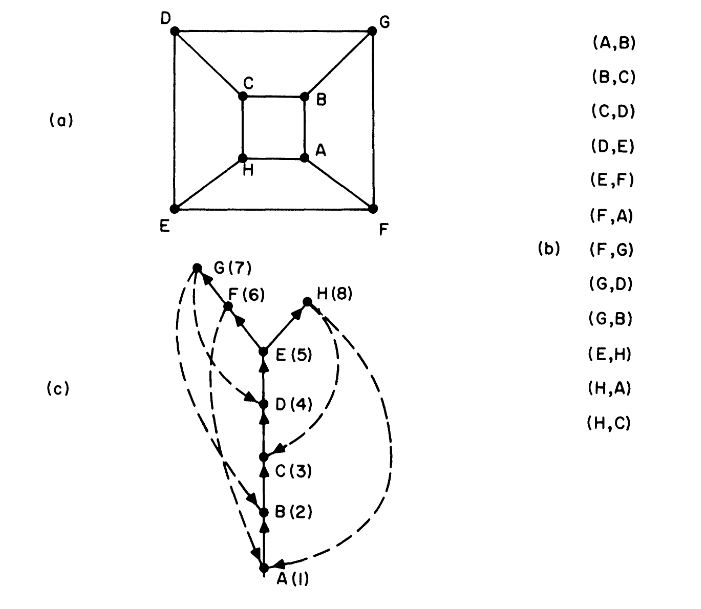 D
G
(A,B)
(B,C)
C
B
(C,D)
(a)
(D,E)
A
H
(E,F)
(F,A)
E
F
(b)
(F,G)
G(7)
(G,D)
F(6)
H(8)
(G,B)
E(5)
(E,H)
(c)
(H,A)
D(4)
(H,C)
C(3)
B(2)
A(1)